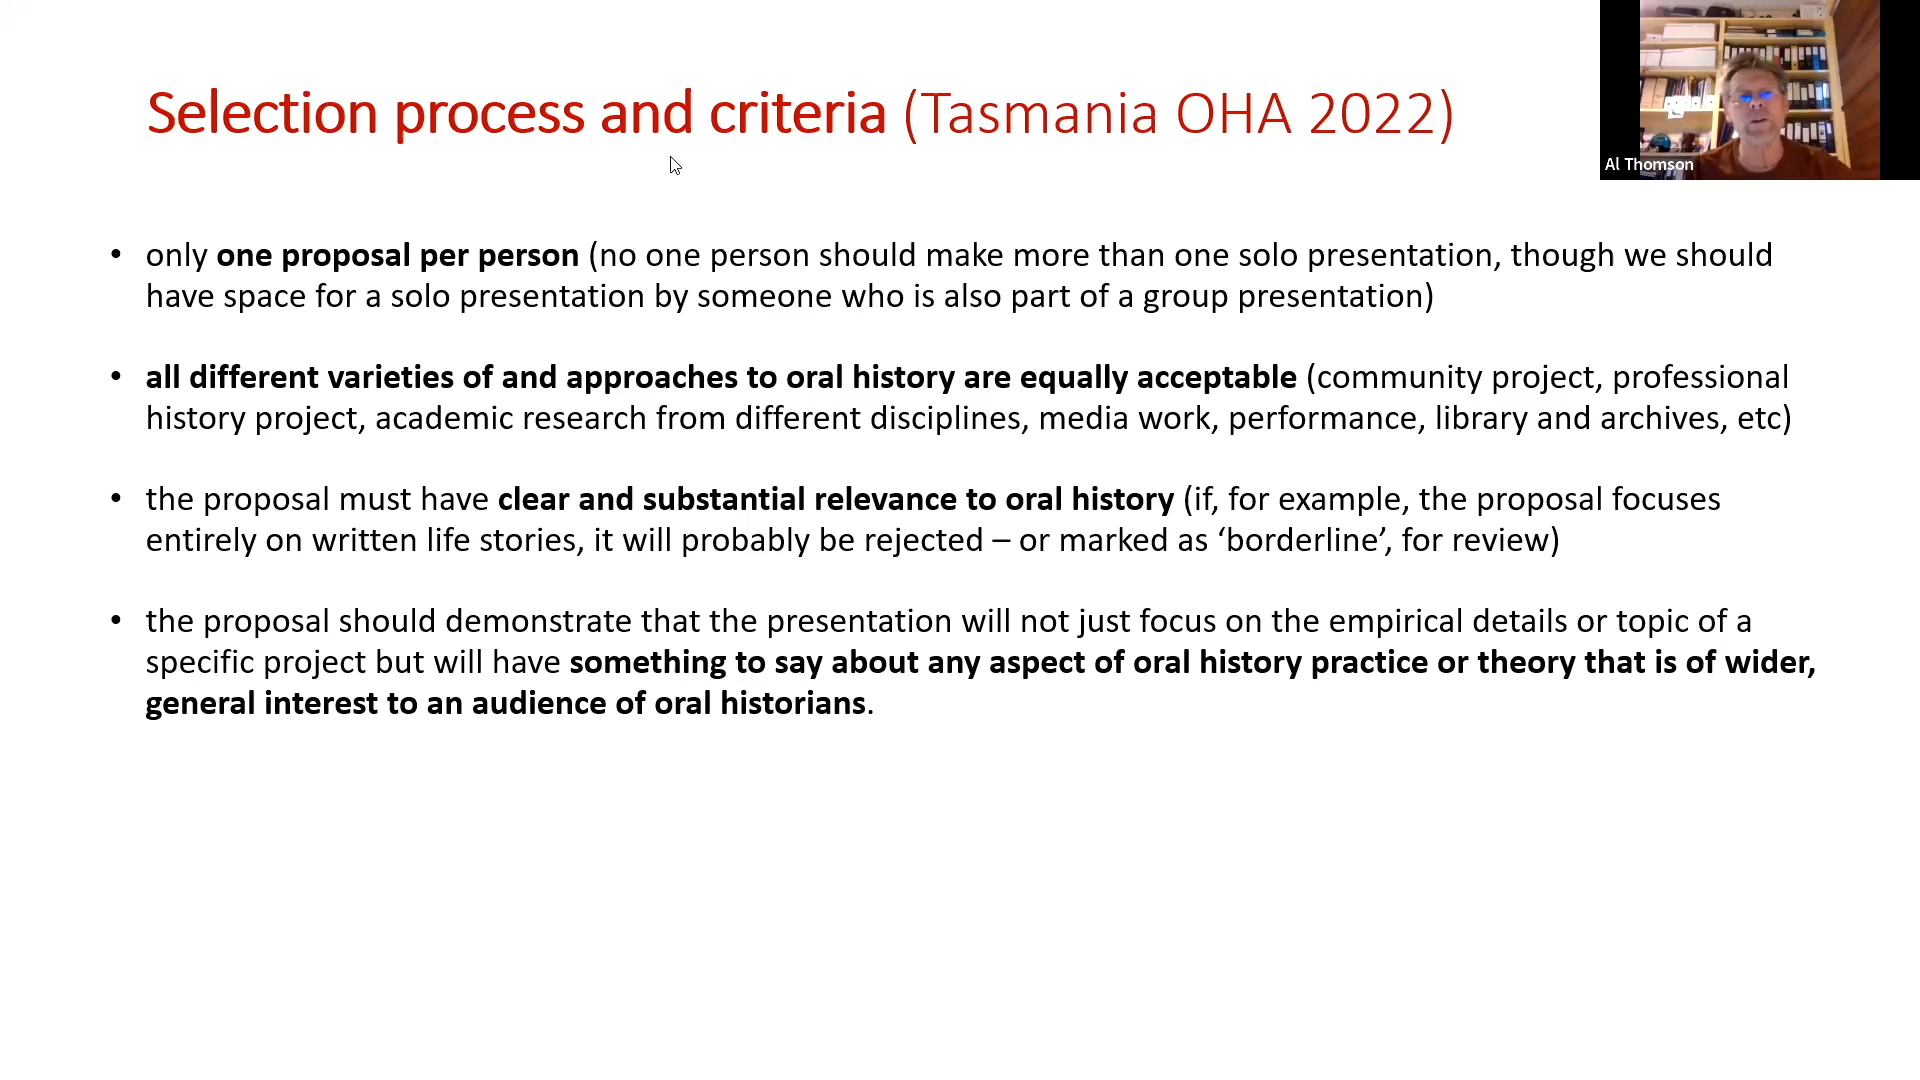 Selection process and criteria (Tasmania OHA 2022)
Al Thomson
• only one proposal per person (no one person should make more than one solo presentation, though we should
have space for a solo presentation by someone who is also part of a group presentation)
• all different varieties of and approaches to oral history are equally acceptable (community project, professional
history project, academic research from different disciplines, media work, performance, library and archives, etc)
• the proposal must have clear and substantial relevance to oral history (if, for example, the proposal focuses
entirely on written life stories, it will probably be rejected – or marked as ‘borderline’, for review)
• the proposal should demonstrate that the presentation will not just focus on the empirical details or topic of a
specific project but will have something to say about any aspect of oral history practice or theory that is of wider,
general interest to an audience of oral historians.